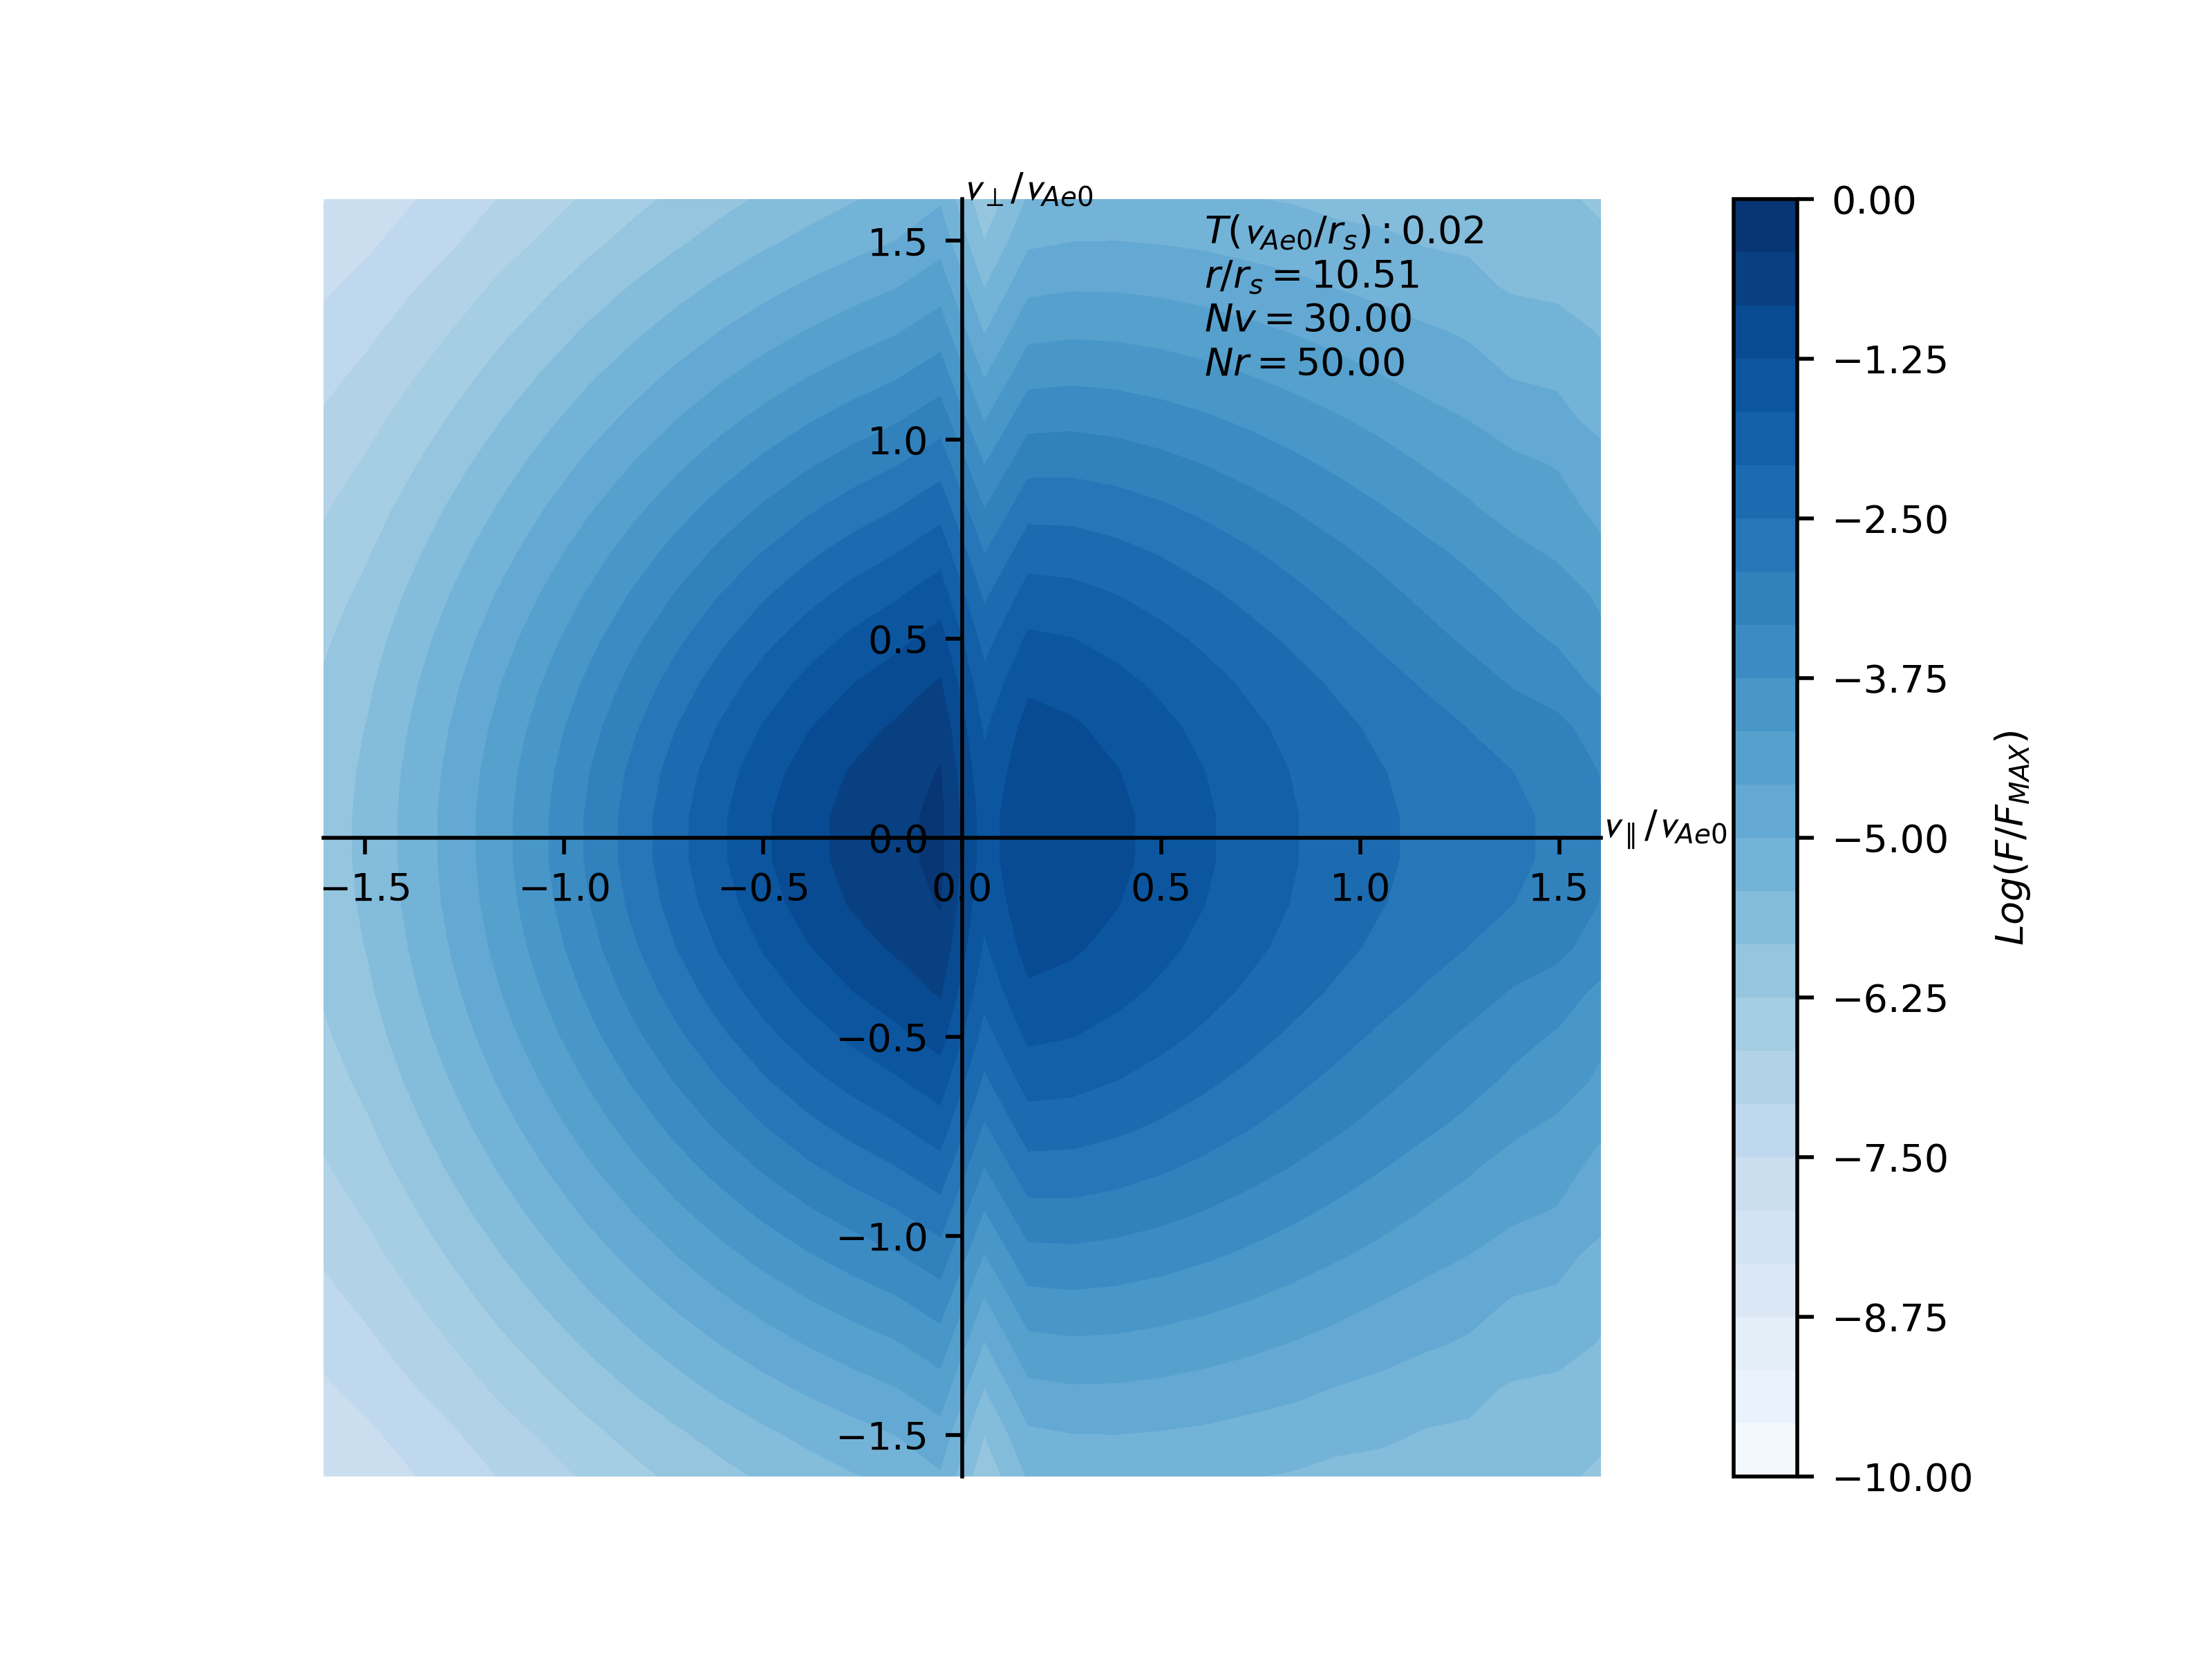 v⊥/vAe0
T(vAe0/rs) : 0.02
r/rs = 10.51
Nv = 30.00
Nr = 50.00
1.5
1.0
0.5
0.0
−0.5
−1.0
−1.5
−1.5 −1.0 −0.5 0.0 0.5 1.0 1.5
v∥/vAe0
0.00
−1.25
−2.50
−3.75
−5.00
−6.25
−7.50
−8.75
−10.00
Log(F/FMAX)